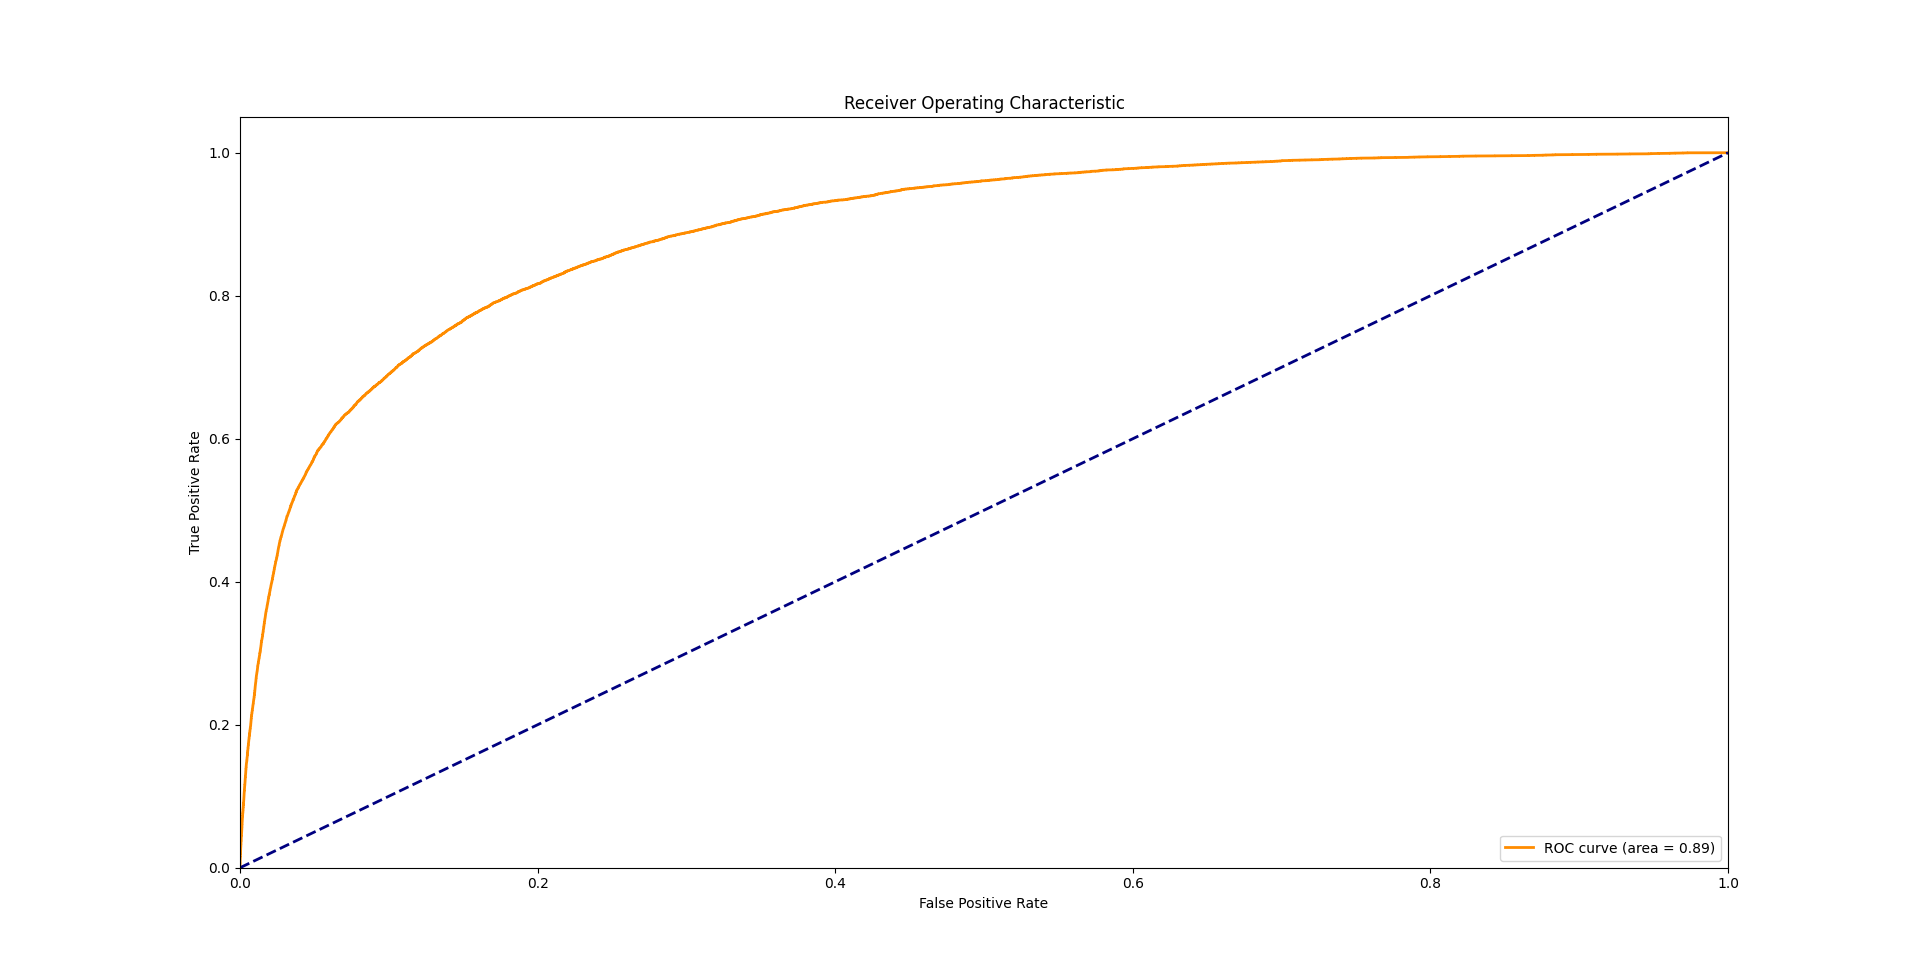 Receiver Operating Characteristic
1.0
0.8
0.6
0.4
0.2
0.0
True Positive Rate
ROC curve (area = 0.89)
0.0 0.2 0.4 0.6 0.8 1.0
False Positive Rate